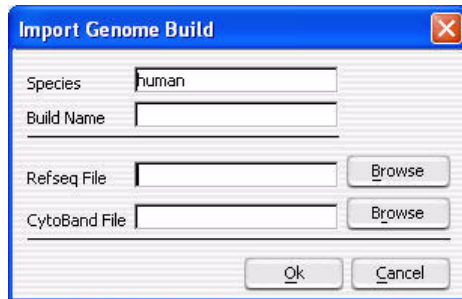 Import Genome Build
Species human
Build Name
Refseq File Browse
CytoBand File Browse
Ok Cancel